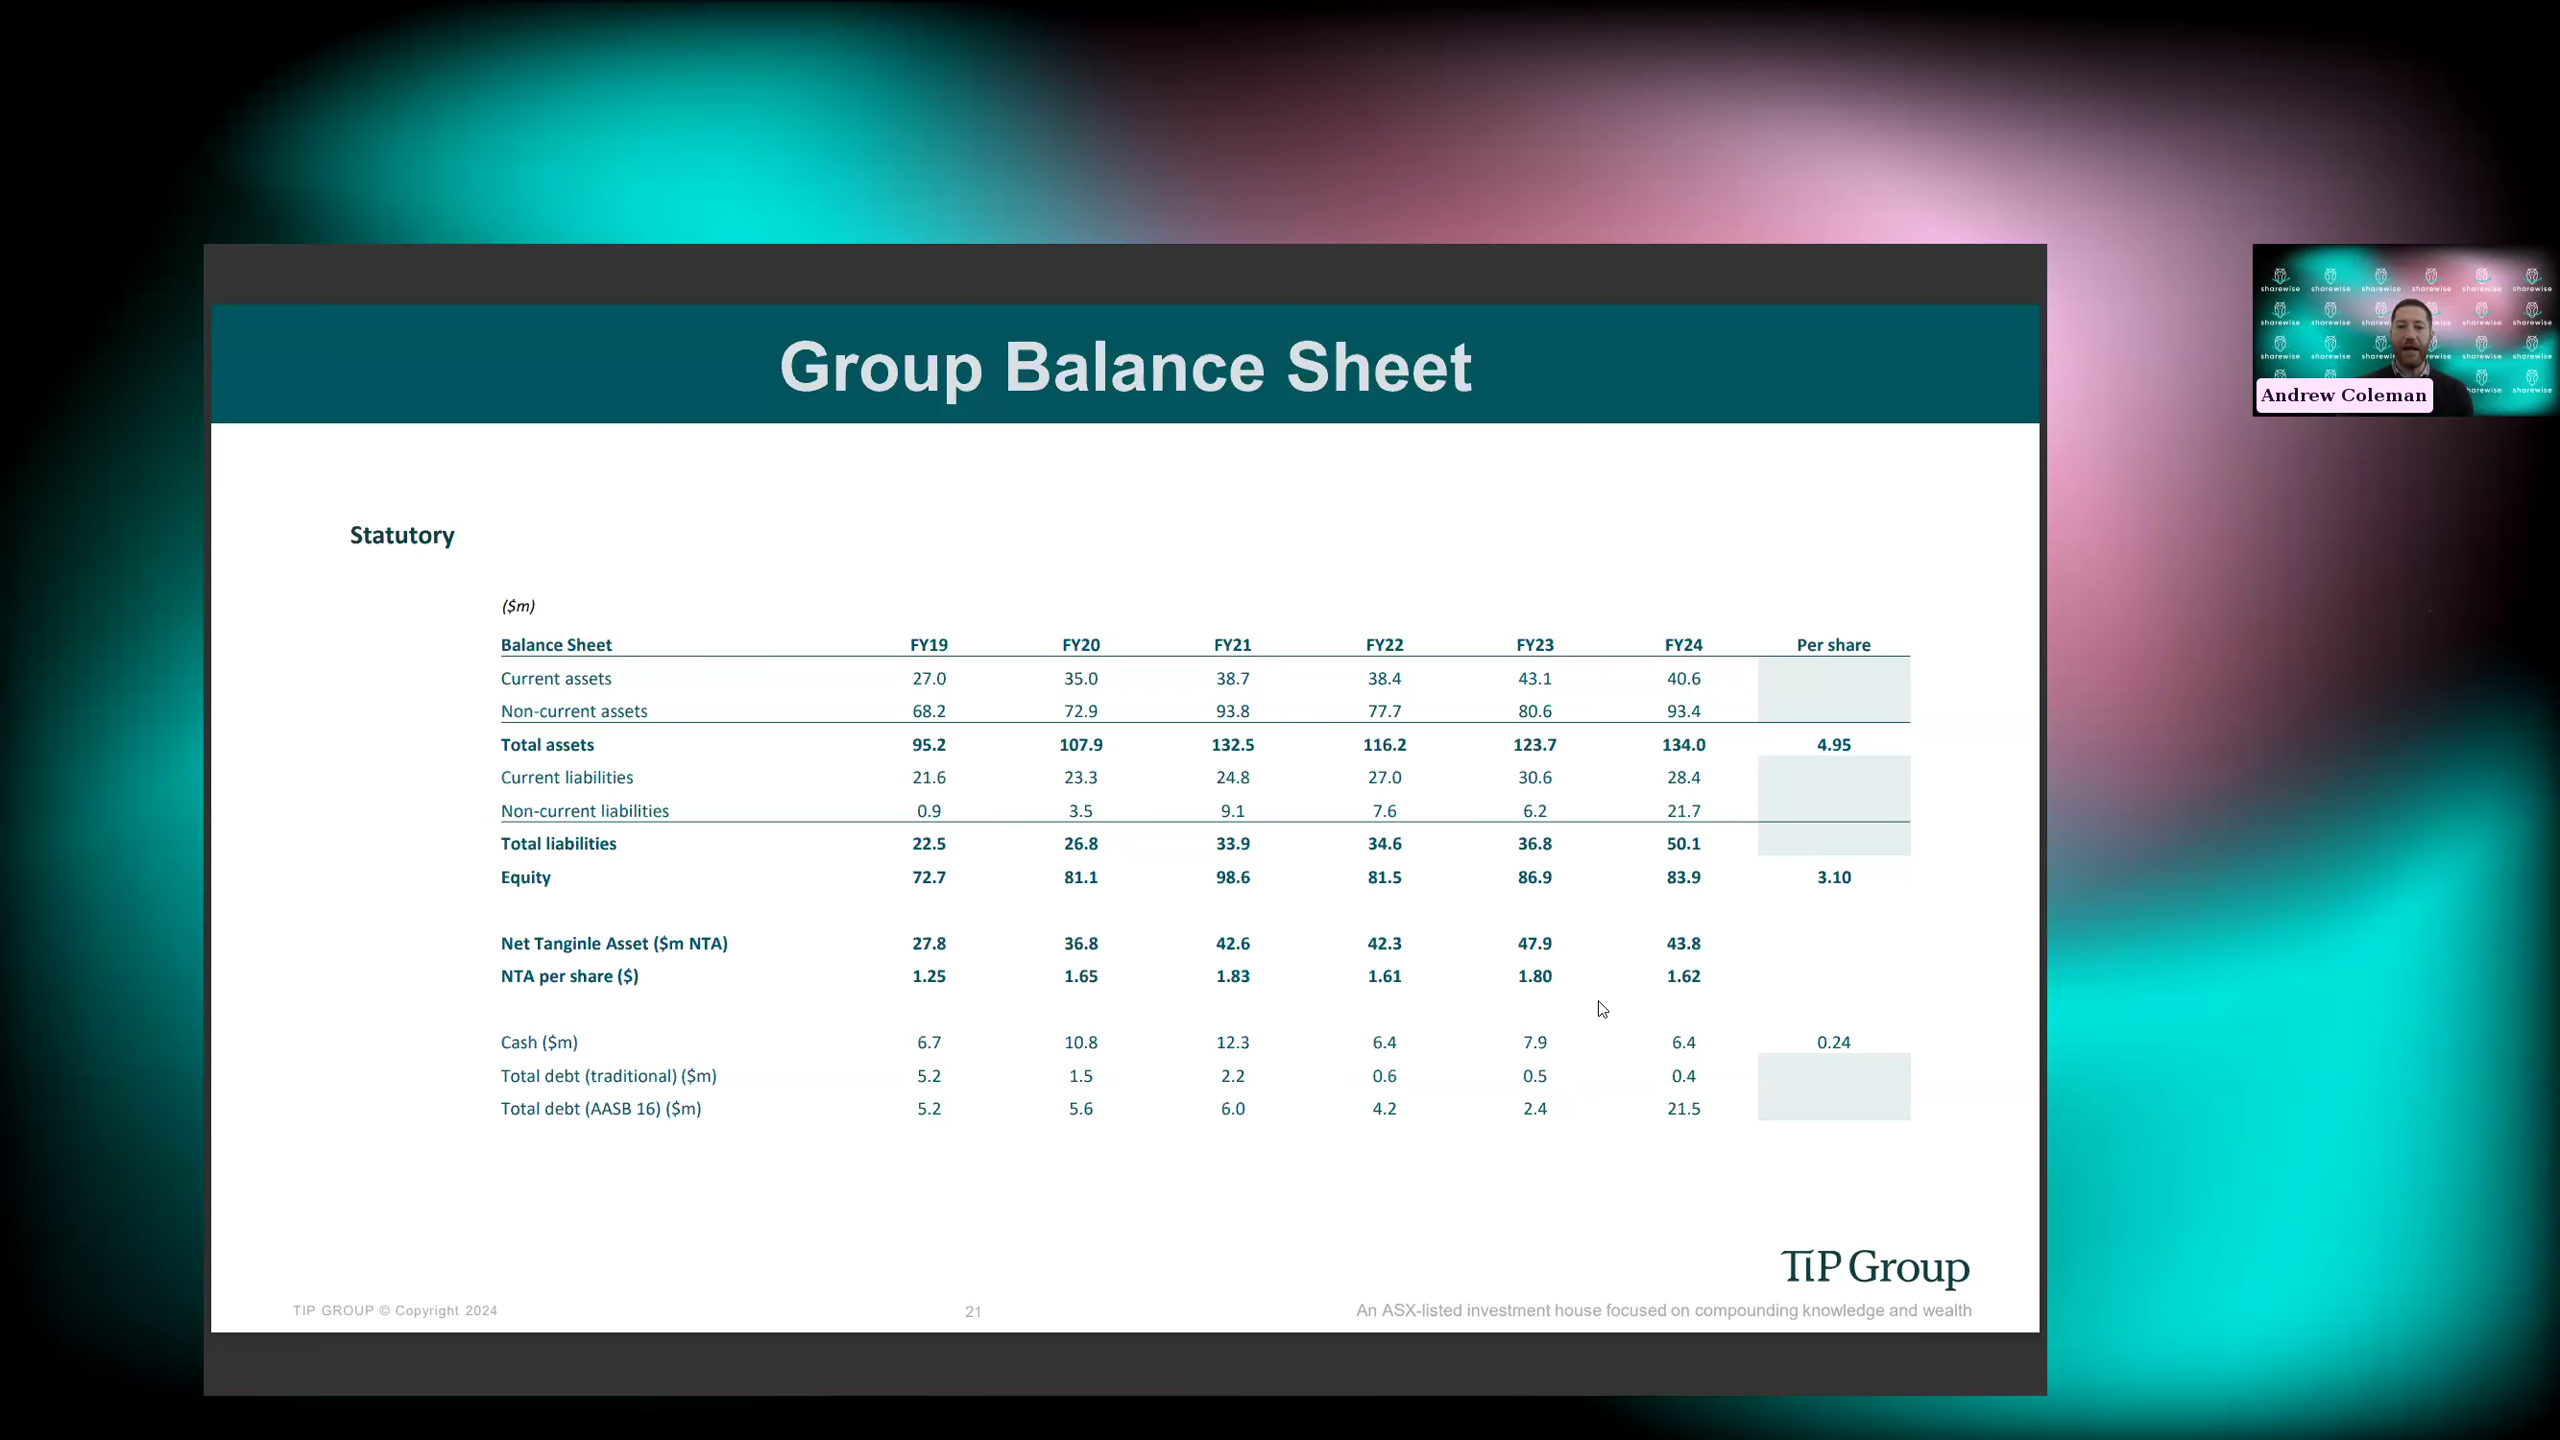 Group Balance Sheet
Statutory
($m)
Balance Sheet FY19 FY20 FY21 FY22 FY23 FY24 Per share
Current assets 27.0 35.0 38.7 38.4 43.1 40.6
Non-current assets 68.2 72.9 93.8 77.7 80.6 93.4
Total assets 95.2 107.9 132.5 116.2 123.7 134.0 4.95
Current liabilities 21.6 23.3 24.8 27.0 30.6 28.4
Non-current liabilities 0.9 3.5 9.1 7.6 6.2 21.7
Total liabilities 22.5 26.8 33.9 34.6 36.8 50.1
Equity 72.7 81.1 98.6 81.5 86.9 83.9 3.10
Net Tanginle Asset ($m NTA) 27.8 36.8 42.6 42.3 47.9 43.8
NTA per share ($) 1.25 1.65 1.83 1.61 1.80 1.62
Cash ($m) 6.7 10.8 12.3 6.4 7.9 6.4 0.24
Total debt (traditional) ($m) 5.2 1.5 2.2 0.6 0.5 0.4
Total debt (AASB 16) ($m) 5.2 5.6 6.0 4.2 2.4 21.5
TiP Group
TIP GROUP © Copyright 2024 21 An ASX-listed investment house focused on compounding knowledge and wealth
sharewise sharewise sharewise sharewise sharewise sharewise
Andrew Coleman